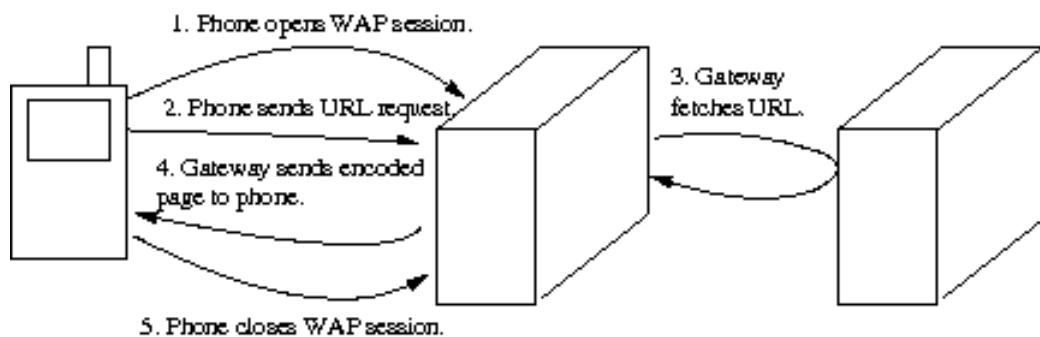 1. Phone opens WAP session.
2. Phone sends URL request.
3. Gateway
fetches URL.
4. Gateway sends encoded
page to phone.
5. Phone closes WAP session.